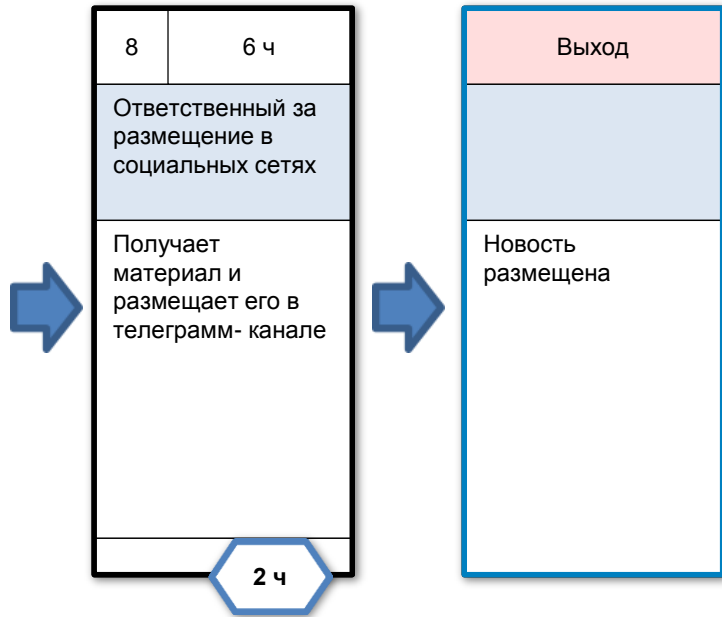 8
6 ч
Ответственный за
размещение в
социальных сетях
Получает
материал и
размещает его в
телеграмм- канале
2 ч
Выход
Новость
размещена